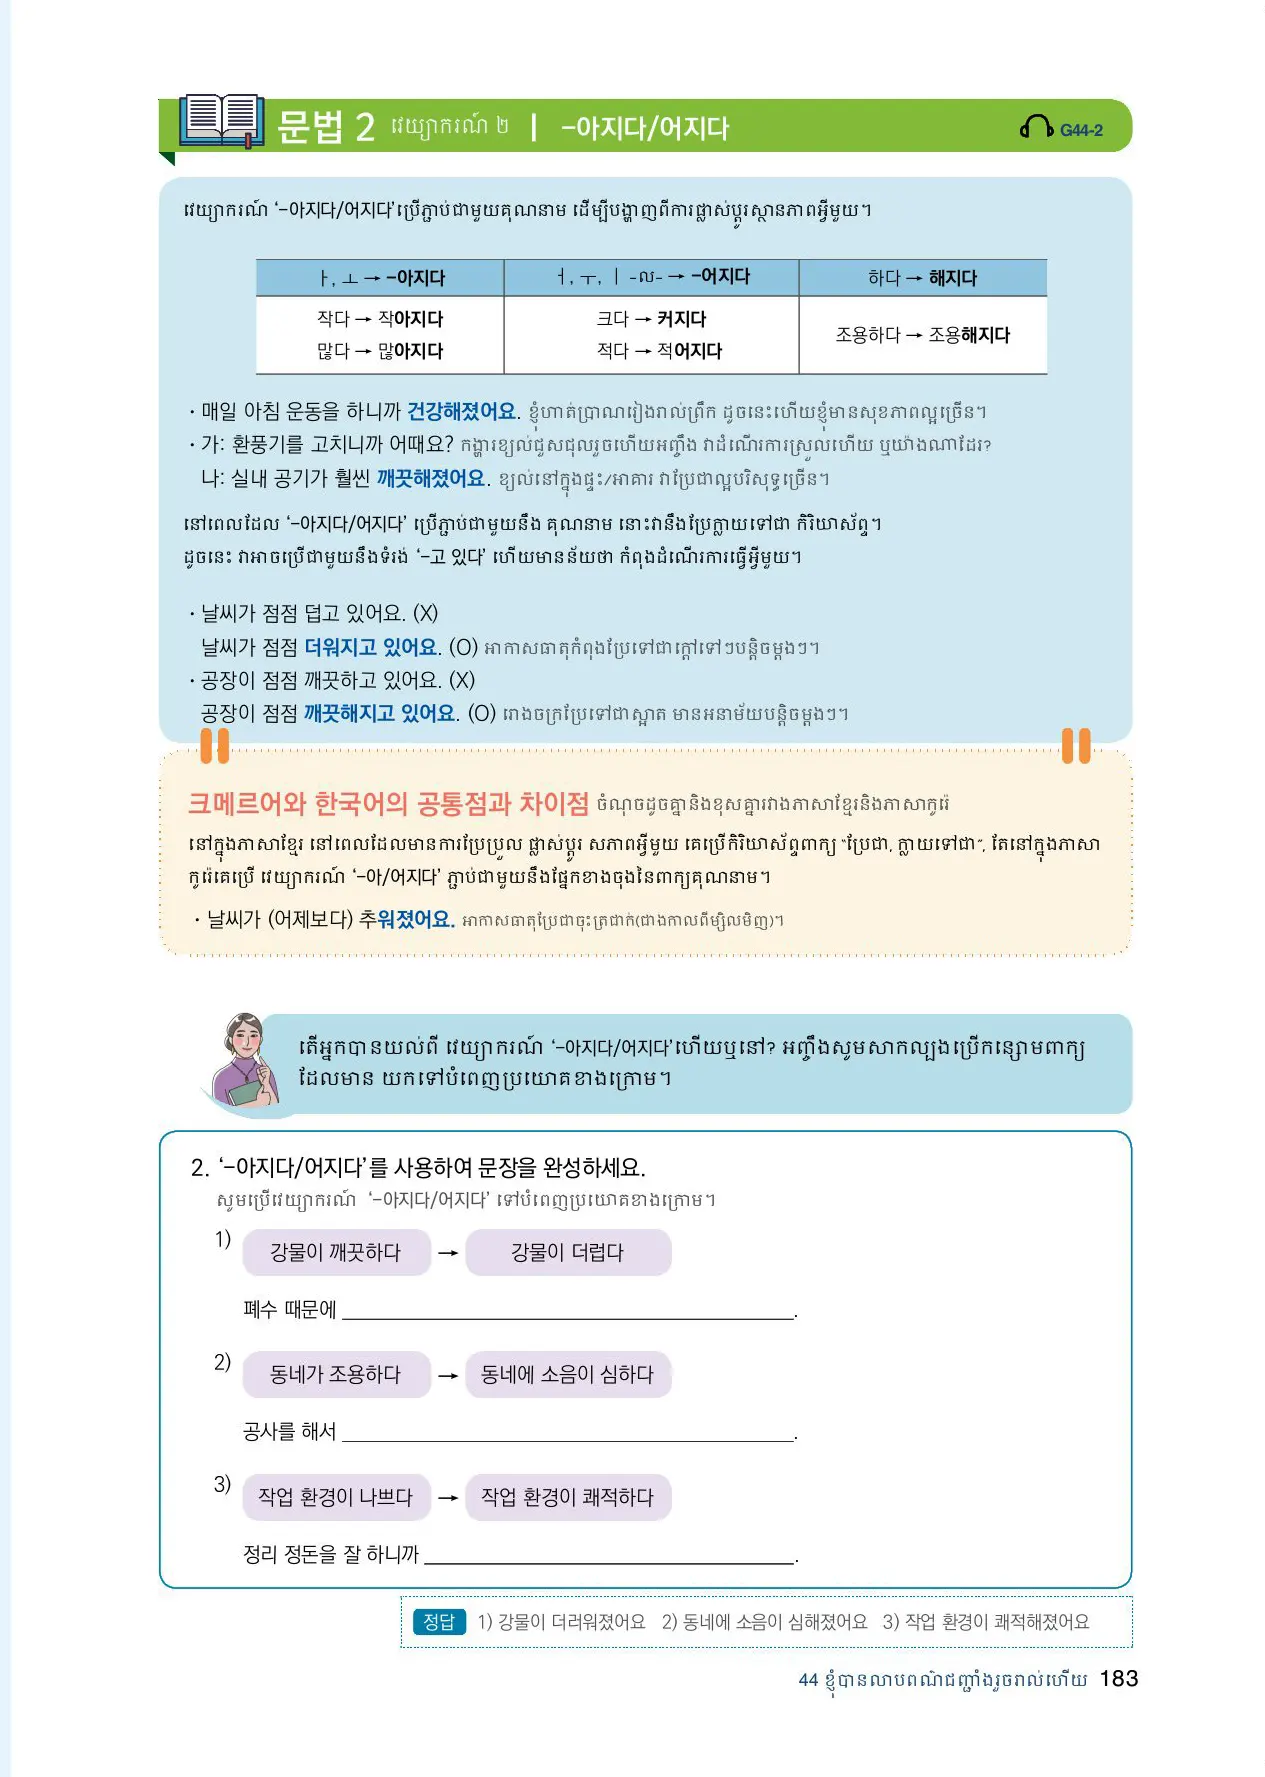 문법 2 វេយ្យាករណ៍ ២ | -아지다/어지다 G44-2
វេយ្យាករណ៍ ‘-아지다/어지다’ប្រើភ្ជាប់ជាមួយគុណនាម ដើម្បីបង្ហាញពីការផ្លាស់ប្ដូរស្ថានភាពអ្វីមួយ។
ㅏ, ㅗ → -아지다 ㅓ, ㅜ, ㅣ -ល- → -어지다 하다 → 해지다
작다 → 작아지다 크다 → 커지다 조용하다 → 조용해지다
많다 → 많아지다 적다 → 적어지다
· 매일 아침 운동을 하니까 건강해졌어요. ខ្ញុំហាត់ប្រាណរៀងរាល់ព្រឹក ដូចនេះហើយខ្ញុំមានសុខភាពល្អច្រើន។
· 가: 환풍기를 고치니까 어때요? កង្ហារខ្យល់ជួសជុលរួចហើយអញ្ចឹង វាដំណើរការស្រួលហើយ ឬយ៉ាងណាដែរ?
나: 실내 공기가 훨씬 깨끗해졌어요. ខ្យល់នៅក្នុងផ្ទះ/អាគារ វាប្រែជាល្អបរិសុទ្ធច្រើន។
នៅពេលដែល ‘-아지다/어지다’ ប្រើភ្ជាប់ជាមួយនឹង គុណនាម នោះវានឹងប្រែក្លាយទៅជា កិរិយាស័ព្ទ។
ដូចនេះ វាអាចប្រើជាមួយនឹងទំរង់ ‘-고 있다’ ហើយមានន័យថា កំពុងដំណើរការធ្វើអ្វីមួយ។
· 날씨가 점점 덥고 있어요. (X)
날씨가 점점 더워지고 있어요. (O) អាកាសធាតុកំពុងប្រែទៅជាក្ដៅទៅៗបន្តិចម្ដងៗ។
· 공장이 점점 깨끗하고 있어요. (X)
공장이 점점 깨끗해지고 있어요. (O) រោងចក្រប្រែទៅជាស្អាត មានអនាម័យបន្តិចម្ដងៗ។
크메르어와 한국어의 공통점과 차이점 ចំណុចដូចគ្នានិងខុសគ្នារវាងភាសាខ្មែរនិងភាសាកូរ៉េ
នៅក្នុងភាសាខ្មែរ នៅពេលដែលមានការប្រែប្រួល ផ្លាស់ប្ដូរ សភាពអ្វីមួយ គេប្រើកិរិយាស័ព្ទពាក្យ “ប្រែជា, ក្លាយទៅជា”, តែនៅក្នុងភាសា
កូរ៉េគេប្រើ វេយ្យាករណ៍ ‘-아/어지다’ ភ្ជាប់ជាមួយនឹងផ្នែកខាងចុងនៃពាក្យគុណនាម។
· 날씨가 (어제보다) 추워졌어요. អាកាសធាតុប្រែជាចុះត្រជាក់(ជាងកាលពីម្សិលមិញ)។
តើអ្នកបានយល់ពី វេយ្យាករណ៍ ‘-아지다/어지다’ហើយឬនៅ? អញ្ចឹងសូមសាកល្បងប្រើកន្សោមពាក្យ
ដែលមាន យកទៅបំពេញប្រយោគខាងក្រោម។
2. ‘-아지다/어지다’를 사용하여 문장을 완성하세요.
សូមប្រើវេយ្យាករណ៍ ‘-아지다/어지다’ ទៅបំពេញប្រយោគខាងក្រោម។
1) 강물이 깨끗하다 → 강물이 더럽다
폐수 때문에 ______________________.
2) 동네가 조용하다 → 동네에 소음이 심하다
공사를 해서 ______________________.
3) 작업 환경이 나쁘다 → 작업 환경이 쾌적하다
정리 정돈을 잘 하니까 __________________.
정답 1) 강물이 더러워졌어요 2) 동네에 소음이 심해졌어요 3) 작업 환경이 쾌적해졌어요
44 ខ្ញុំបានលាបពណ៌ជញ្ជាំងរួចរាល់ហើយ 183